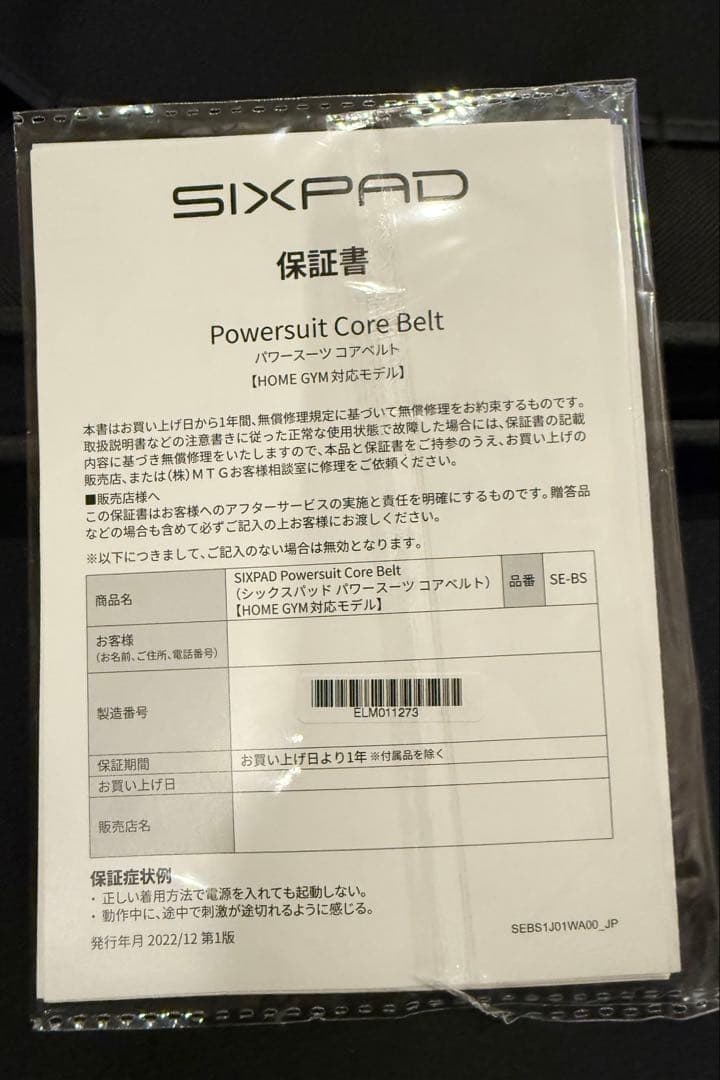 SIXPAD
保証書
Powersuit Core Belt
パワースーツ コアベルト
【HOME GYM対応モデル】
本書はお買い上げ日から1年間、無償修理規定に基づいて無償修理をお約束するものです。
取扱説明書などの注意書きに従った正常な使用状態で故障した場合には、保証書の記載
内容に基づき無償修理をいたしますので、本品と保証書をご持参のうえ、お買い上げの
販売店、または(株)MTGお客様相談室に修理をご依頼ください。
■販売店様へ
この保証書はお客様へのアフターサービスの実施と責任を明確にするものです。贈答品
などの場合も含めて必ずご記入の上お客様にお渡しください。
※以下につきまして、ご記入のない場合は無効となります。
商品名 SIXPAD Powersuit Core Belt
（シックスパッド パワースーツ コアベルト）
【HOME GYM対応モデル】 品番 SE-BS
お客様
（お名前、ご住所、電話番号）
製造番号 ELM011273
保証期間 お買い上げ日より1年 ※付属品を除く
お買い上げ日
販売店名
保証症状例
・ 正しい着用方法で電源を入れても起動しない。
・ 動作中に、途中で刺激が途切れるように感じる。
発行年月 2022/12 第1版
SEBS1J01WA00_JP